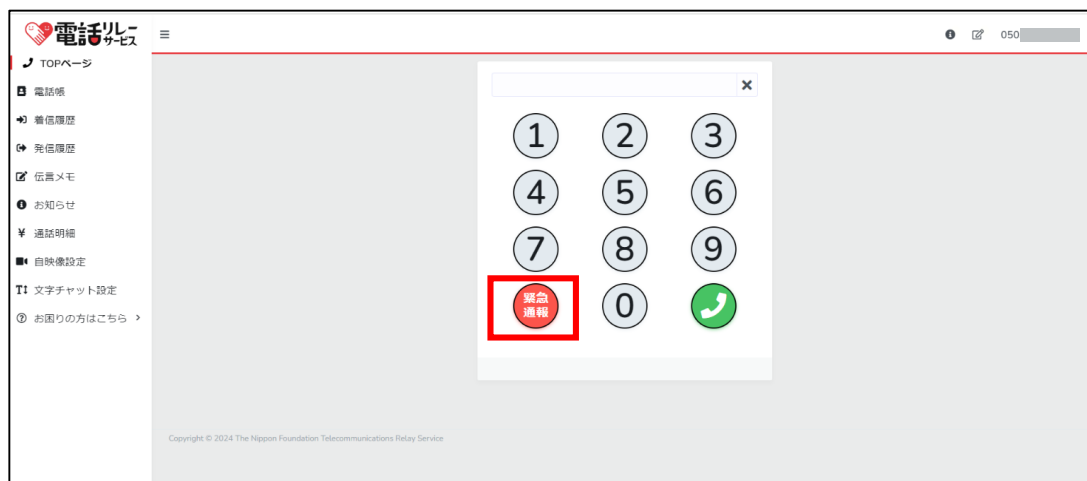 電話リレーサービス
050
TOPページ
電話帳
着信履歴
発信履歴
伝言メモ
お知らせ
¥ 通話明細
自映像設定
文字チャット設定
お困りの方はこちら
1 2 3
4 5 6
7 8 9
緊急
通報
0
Copyright © 2024 The Nippon Foundation Telecommunications Relay Service